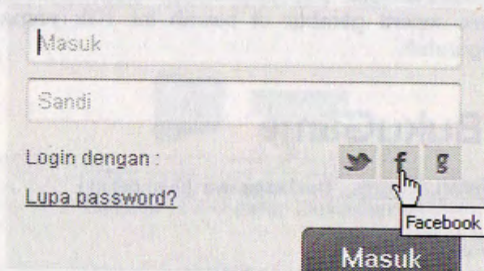 Masuk
Sandi
Login dengan :
f g
Lupa password?
Facebook
Masuk